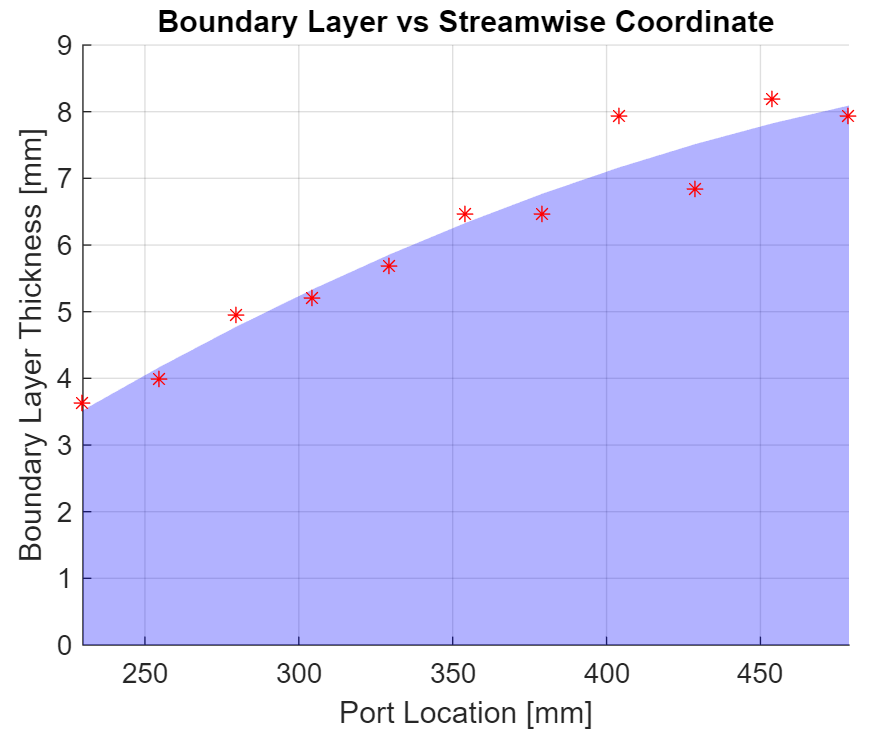 Boundary Layer vs Streamwise Coordinate
9
8
7
6
5
4
3
2
1
0
Boundary Layer Thickness [mm]
250 300 350 400 450
Port Location [mm]